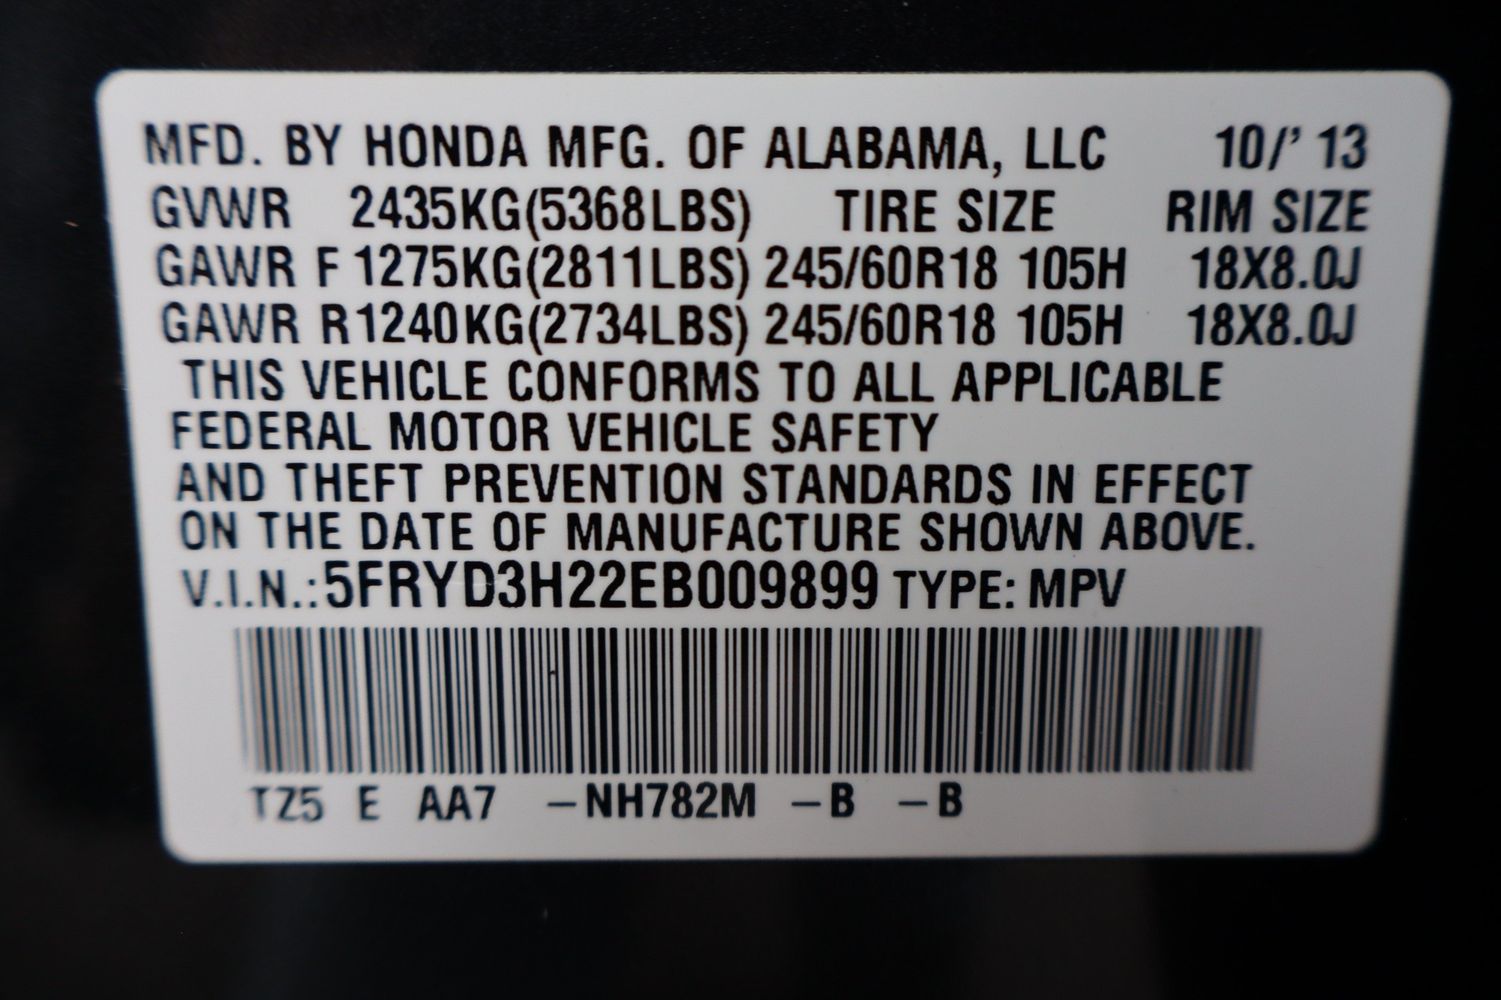 MFD. BY HONDA MFG. OF ALABAMA, LLC 10/' 13
GVWR 2435KG(5368LBS) TIRE SIZE RIM SIZE
GAWR F 1275KG(2811LBS) 245/60R18 105H 18X8.0J
GAWR R 1240KG(2734LBS) 245/60R18 105H 18X8.0J
THIS VEHICLE CONFORMS TO ALL APPLICABLE
FEDERAL MOTOR VEHICLE SAFETY
AND THEFT PREVENTION STANDARDS IN EFFECT
ON THE DATE OF MANUFACTURE SHOWN ABOVE.
V.I.N.:5FRYD3H22EB009899 TYPE: MPV
TZ5 E AA7 –NH782M –B –B